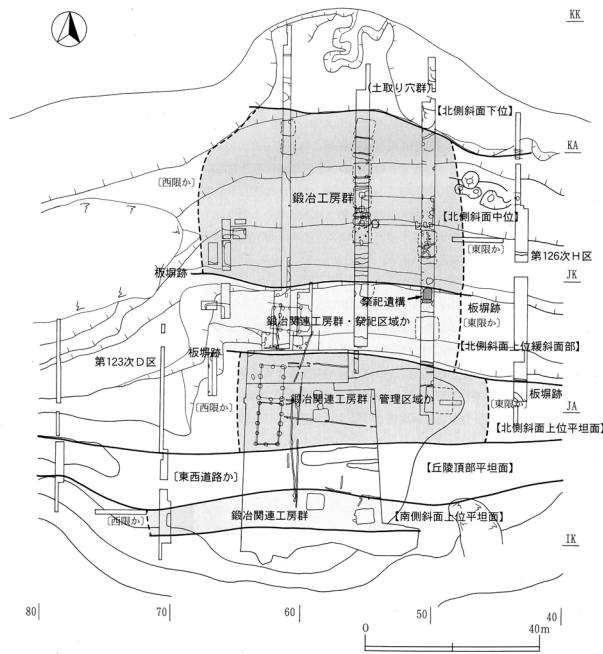 KK
(土取り穴群)
【北側斜面下位】
KA
〔西限か〕
鍛冶工房群
【北側斜面中位】
〔東限か〕
第126次H区
板塀跡
JK
祭祀遺構
板塀跡
鍛冶関連工房群・祭祀区域か
〔東限か〕
【北側斜面上位緩斜面部】
板塀跡
第123次D区
板塀跡
鍛冶関連工房群・管理区域か
〔西限か〕
〔東限か〕
JA
【北側斜面上位平坦面】
【丘陵頂部平坦面】
〔東西道路か〕
鍛冶関連工房群
【南側斜面上位平坦面】
〔西限か〕
IK
80
70
60
50
40
0
40m